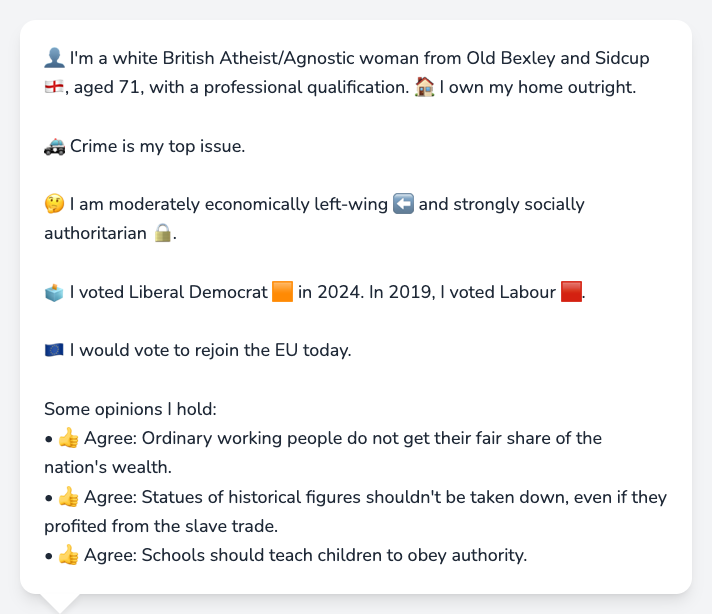 👤 I'm a white British Atheist/Agnostic woman from Old Bexley and Sidcup
🏴󠁧󠁢󠁥󠁮󠁧󠁿, aged 71, with a professional qualification. 🏠 I own my home outright.
🚓 Crime is my top issue.
🤔 I am moderately economically left-wing ⬅️ and strongly socially
authoritarian 🔒.
🗳️ I voted Liberal Democrat 🟧 in 2024. In 2019, I voted Labour 🟥.
🇪🇺 I would vote to rejoin the EU today.
Some opinions I hold:
• 👍 Agree: Ordinary working people do not get their fair share of the
nation's wealth.
• 👍 Agree: Statues of historical figures shouldn't be taken down, even if they
profited from the slave trade.
• 👍 Agree: Schools should teach children to obey authority.